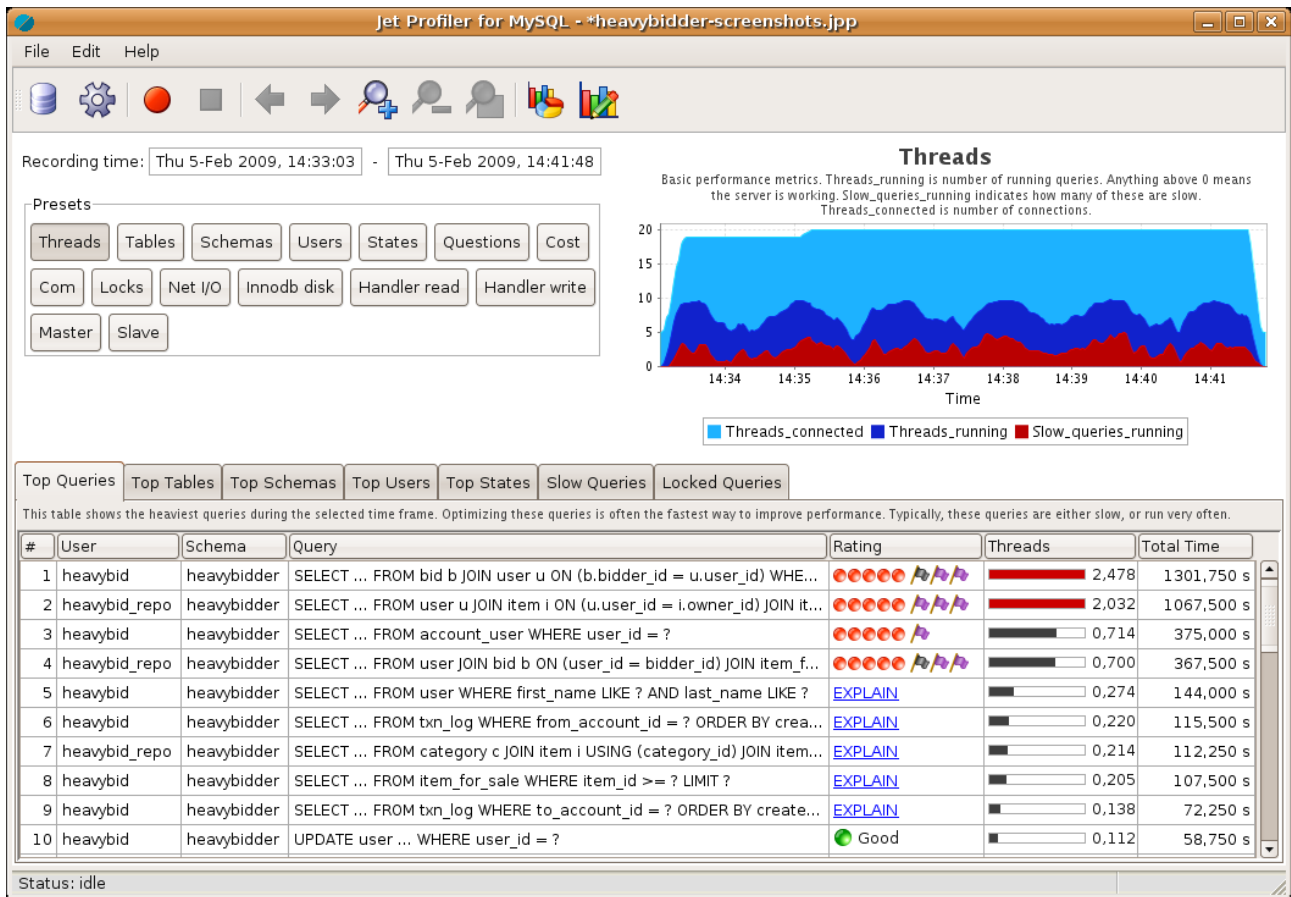 Jet Profiler for MySQL - *heavybidder-screenshots.jpp
File Edit Help
Recording time: Thu 5-Feb 2009, 14:33:03 - Thu 5-Feb 2009, 14:41:48
Presets
Threads Tables Schemas Users States Questions Cost
Com Locks Net I/O Innodb disk Handler read Handler write
Master Slave
Threads
Basic performance metrics. Threads_running is number of running queries. Anything above 0 means
the server is working. Slow_queries_running indicates how many of these are slow.
Threads_connected is number of connections.
20
15
10
5
0
14:34 14:35 14:36 14:37 14:38 14:39 14:40 14:41
Time
Threads_connected Threads_running Slow_queries_running
Top Queries Top Tables Top Schemas Top Users Top States Slow Queries Locked Queries
This table shows the heaviest queries during the selected time frame. Optimizing these queries is often the fastest way to improve performance. Typically, these queries are either slow, or run very often.
# User Schema Query Rating Threads Total Time
1 heavybid heavybidder SELECT ... FROM bid b JOIN user u ON (b.bidder_id = u.user_id) WHE... 2,478 1301,750 s
2 heavybid_repo heavybidder SELECT ... FROM user u JOIN item i ON (u.user_id = i.owner_id) JOIN it... 2,032 1067,500 s
3 heavybid heavybidder SELECT ... FROM account_user WHERE user_id = ? 0,714 375,000 s
4 heavybid_repo heavybidder SELECT ... FROM user JOIN bid b ON (user_id = bidder_id) JOIN item_f... 0,700 367,500 s
5 heavybid heavybidder SELECT ... FROM user WHERE first_name LIKE ? AND last_name LIKE ? EXPLAIN 0,274 144,000 s
6 heavybid heavybidder SELECT ... FROM txn_log WHERE from_account_id = ? ORDER BY crea... EXPLAIN 0,220 115,500 s
7 heavybid_repo heavybidder SELECT ... FROM category c JOIN item i USING (category_id) JOIN item... EXPLAIN 0,214 112,250 s
8 heavybid heavybidder SELECT ... FROM item_for_sale WHERE item_id >= ? LIMIT ? EXPLAIN 0,205 107,500 s
9 heavybid heavybidder SELECT ... FROM txn_log WHERE to_account_id = ? ORDER BY create... EXPLAIN 0,138 72,250 s
10 heavybid heavybidder UPDATE user ... WHERE user_id = ? Good 0,112 58,750 s
Status: idle